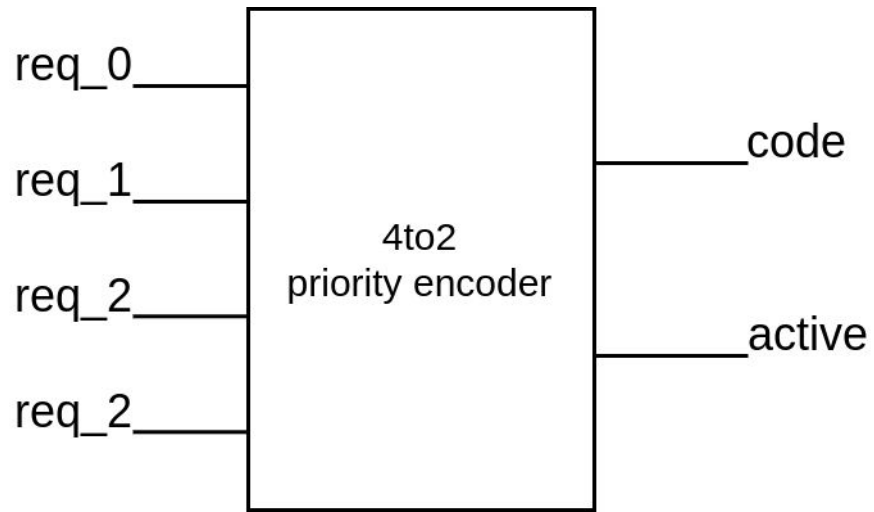 req_0
req_1
req_2
req_2
4to2
priority encoder
code
active